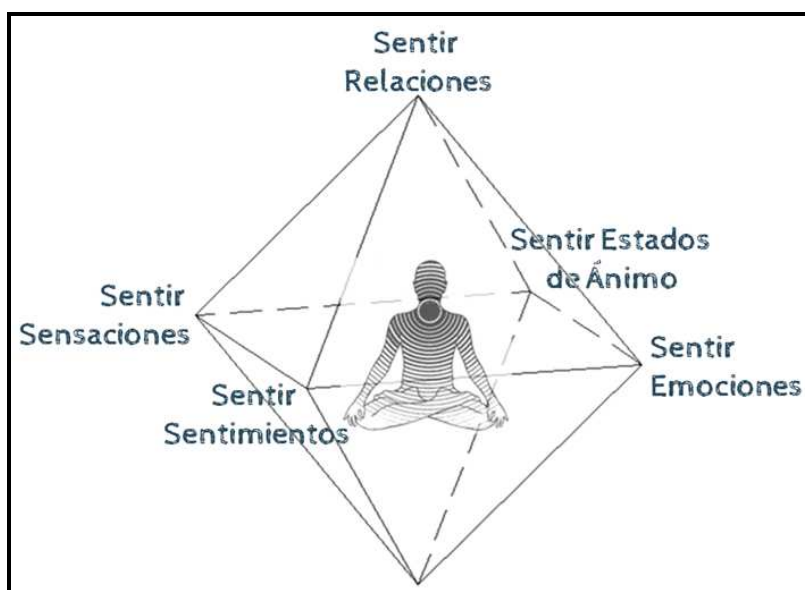 Sentir
Relaciones
Sentir Estados
de Ánimo
Sentir
Sensaciones
Sentir
Emociones
Sentir
Sentimientos